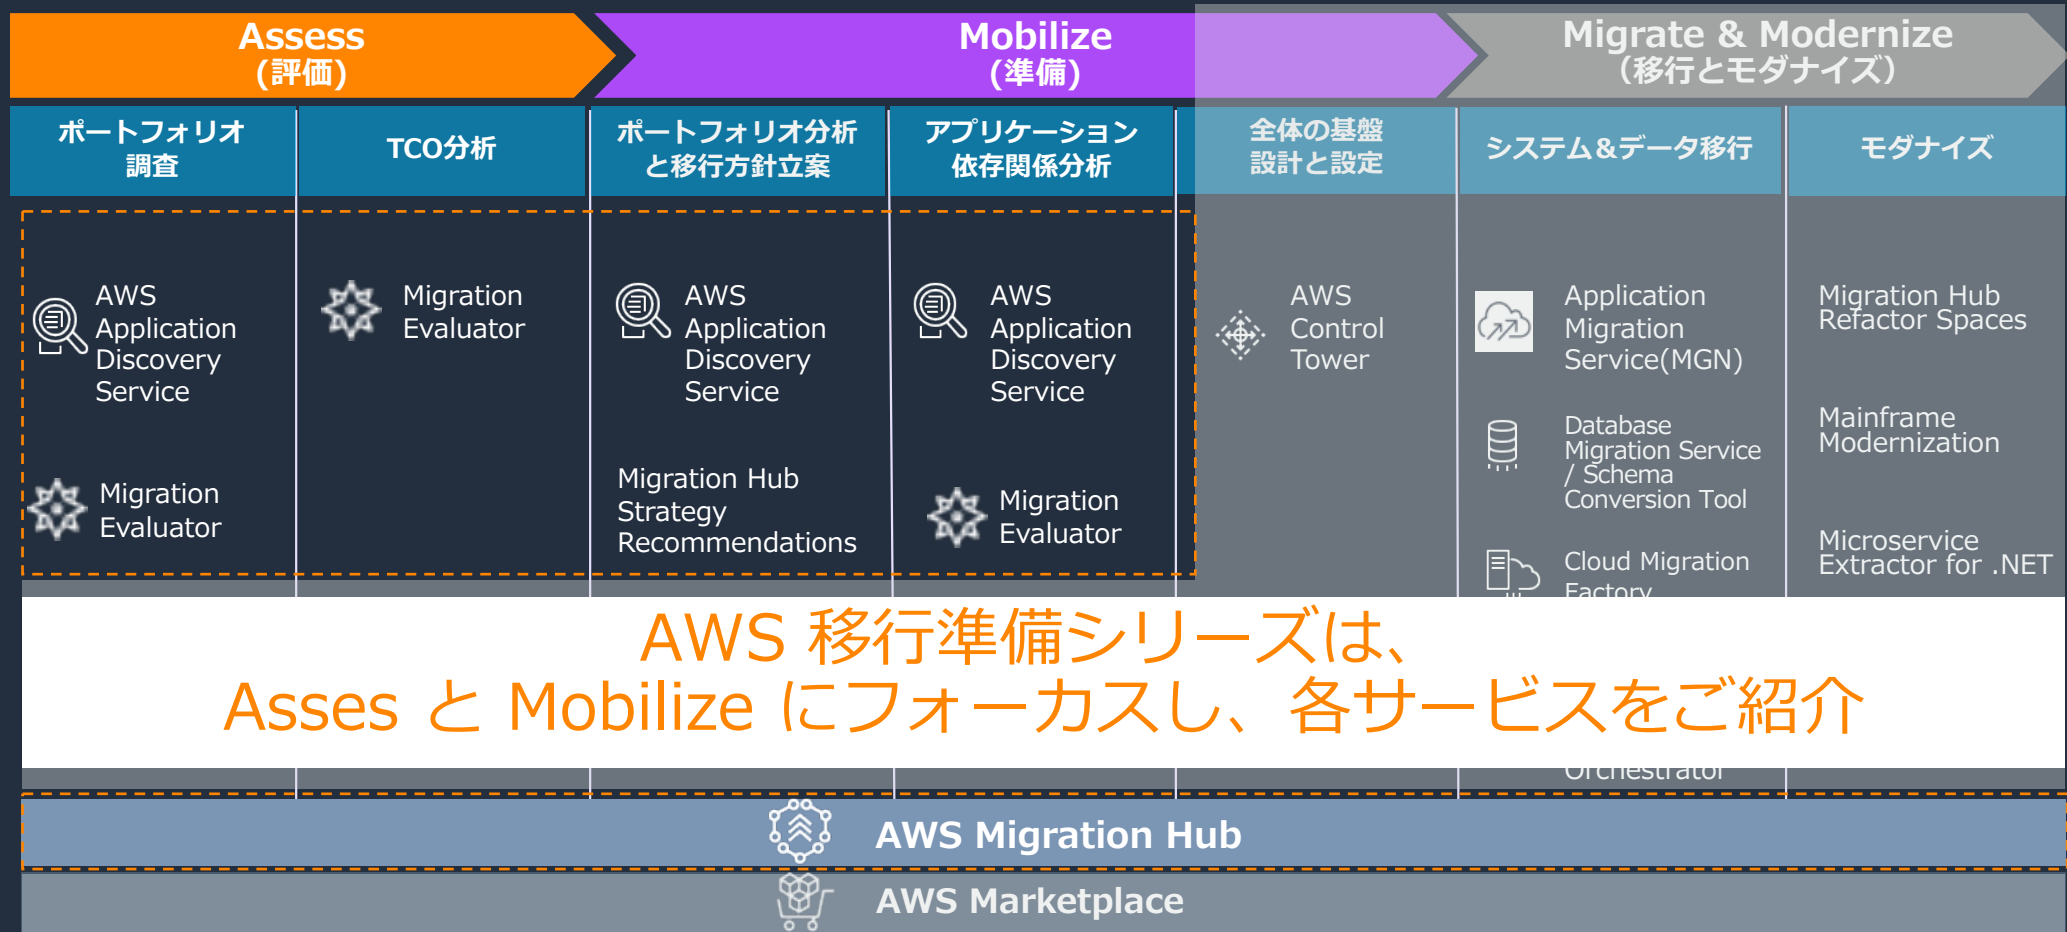 Assess
(評価)
Mobilize
(準備)
Migrate & Modernize
（移行とモダナイズ）
ポートフォリオ
調査
TCO分析
ポートフォリオ分析
と移行方針立案
アプリケーション
依存関係分析
全体の基盤
設計と設定
システム&データ移行
モダナイズ
AWS
Application
Discovery
Service
Migration
Evaluator
Migration
Evaluator
AWS
Application
Discovery
Service
Migration Hub
Strategy
Recommendations
AWS
Application
Discovery
Service
Migration
Evaluator
AWS
Control
Tower
Application
Migration
Service(MGN)
Database
Migration Service
/ Schema
Conversion Tool
Cloud Migration
Factory
Orchestrator
Migration Hub
Refactor Spaces
Mainframe
Modernization
Microservice
Extractor for .NET
AWS 移行準備シリーズは、
Asses と Mobilize にフォーカスし、各サービスをご紹介
AWS Migration Hub
AWS Marketplace